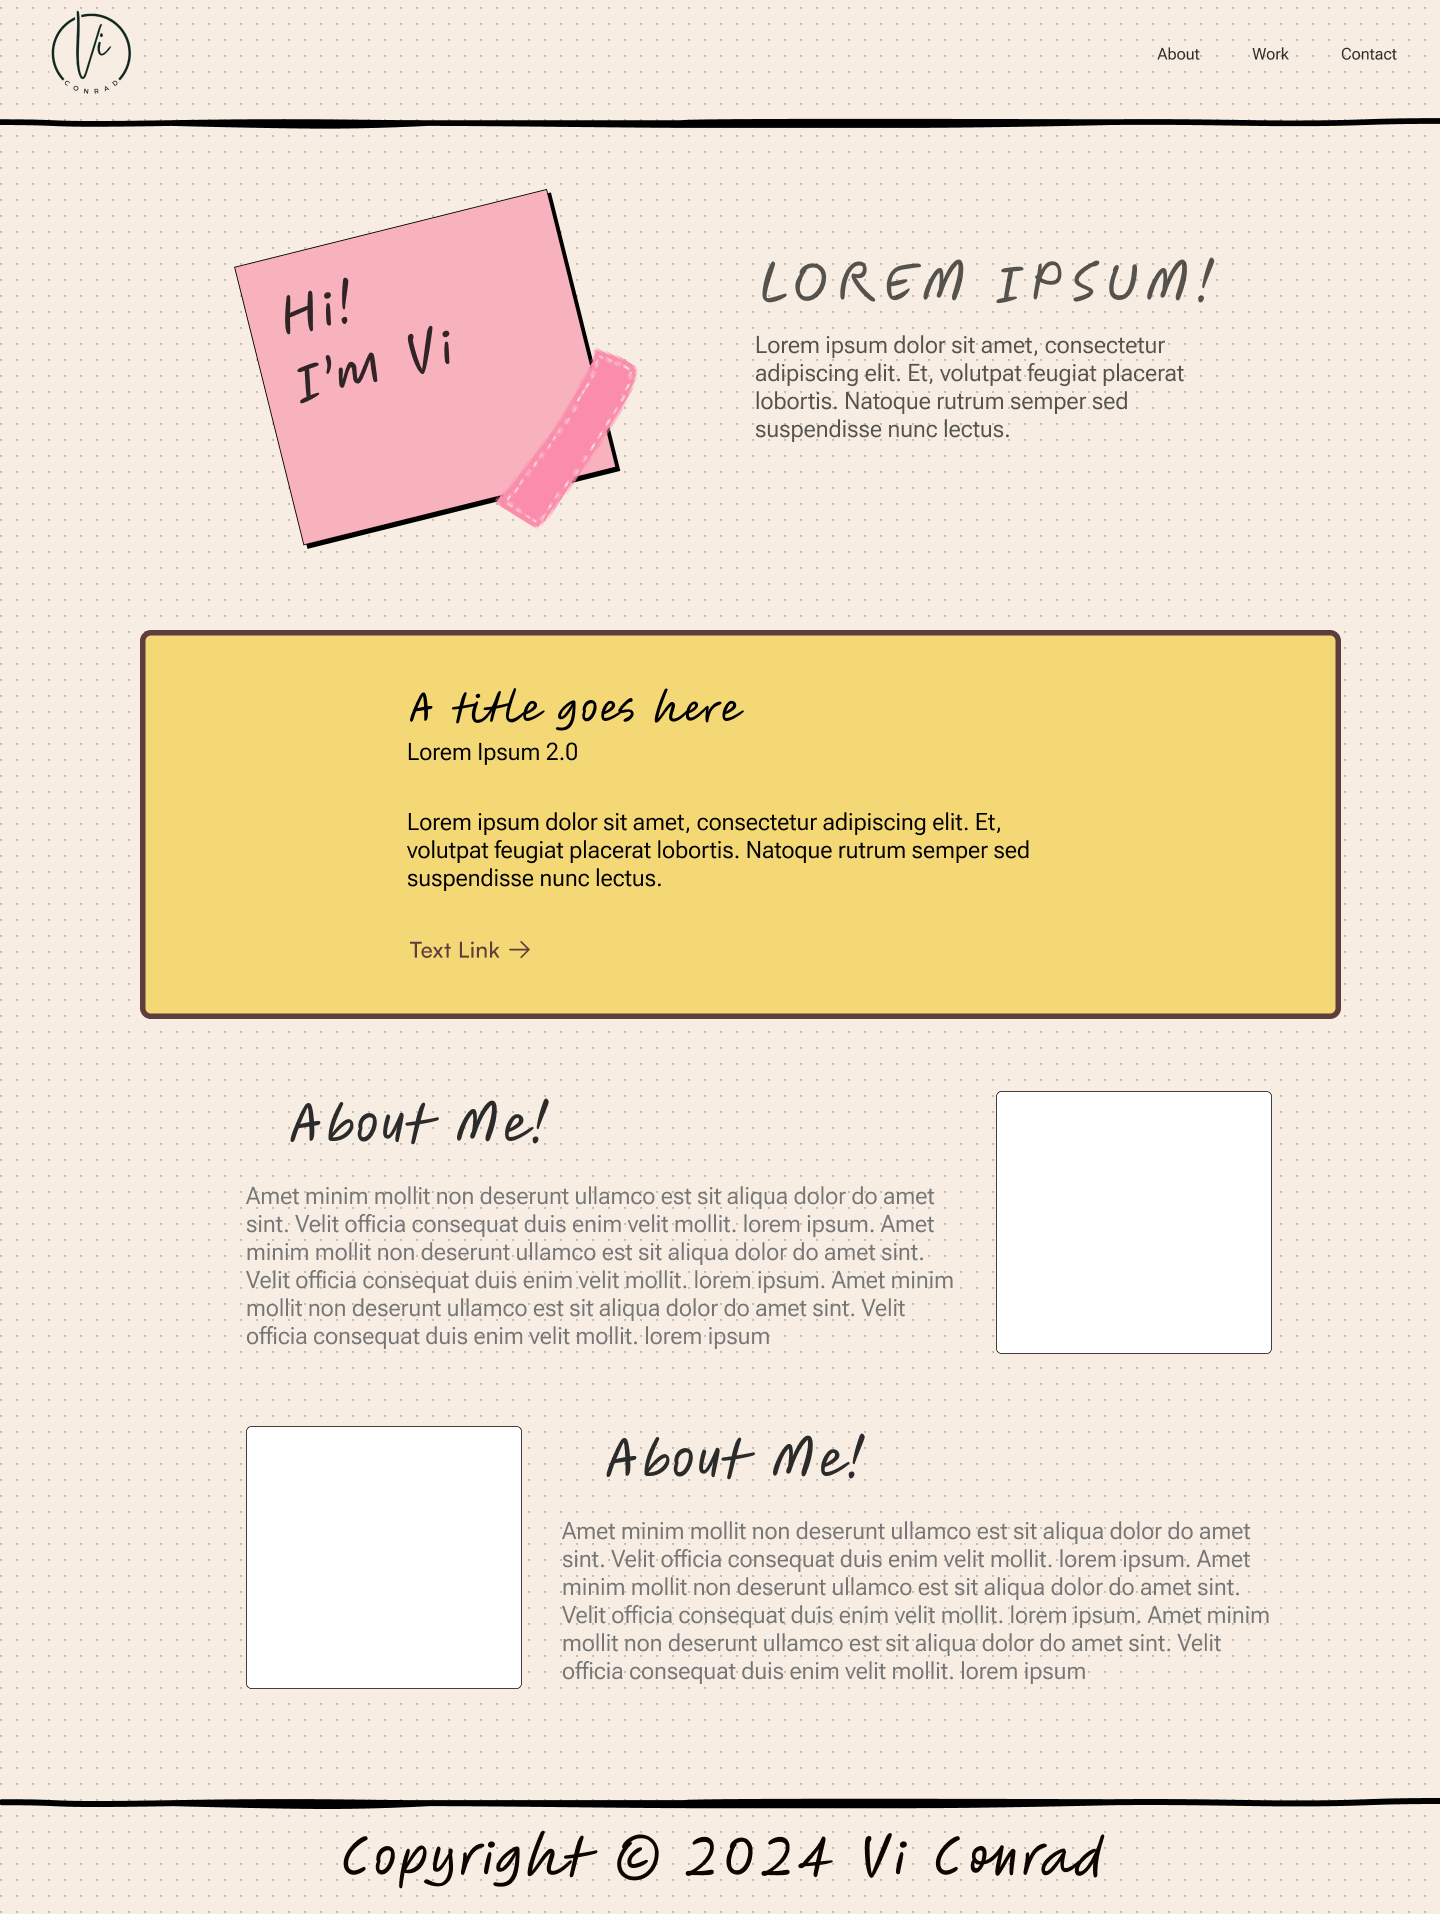 Vi
CONRAD
About
Work
Contact
Hi!
I'm Vi
LOREM IPSUM!
Lorem ipsum dolor sit amet, consectetur
adipiscing elit. Et, volutpat feugiat placerat
lobortis. Natoque rutrum semper sed
suspendisse nunc lectus.
A title goes here
Lorem Ipsum 2.0
Lorem ipsum dolor sit amet, consectetur adipiscing elit. Et,
volutpat feugiat placerat lobortis. Natoque rutrum semper sed
suspendisse nunc lectus.
Text Link →
About Me!
Amet minim mollit non deserunt ullamco est sit aliqua dolor do amet
sint. Velit officia consequat duis enim velit mollit. lorem ipsum. Amet
minim mollit non deserunt ullamco est sit aliqua dolor do amet sint.
Velit officia consequat duis enim velit mollit. lorem ipsum. Amet minim
mollit non deserunt ullamco est sit aliqua dolor do amet sint. Velit
officia consequat duis enim velit mollit. lorem ipsum
About Me!
Amet minim mollit non deserunt ullamco est sit aliqua dolor do amet
sint. Velit officia consequat duis enim velit mollit. lorem ipsum. Amet
minim mollit non deserunt ullamco est sit aliqua dolor do amet sint.
Velit officia consequat duis enim velit mollit. lorem ipsum. Amet minim
mollit non deserunt ullamco est sit aliqua dolor do amet sint. Velit
officia consequat duis enim velit mollit. lorem ipsum
Copyright © 2024 Vi Conrad